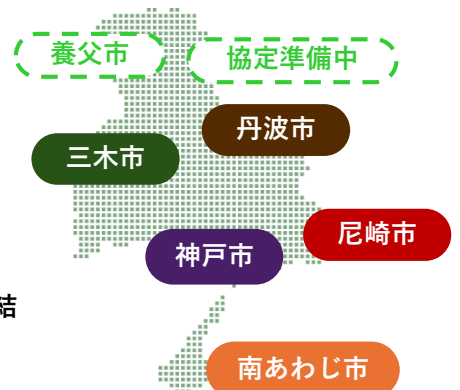 養父市
協定準備中
丹波市
三木市
尼崎市
神戸市
結
南あわじ市